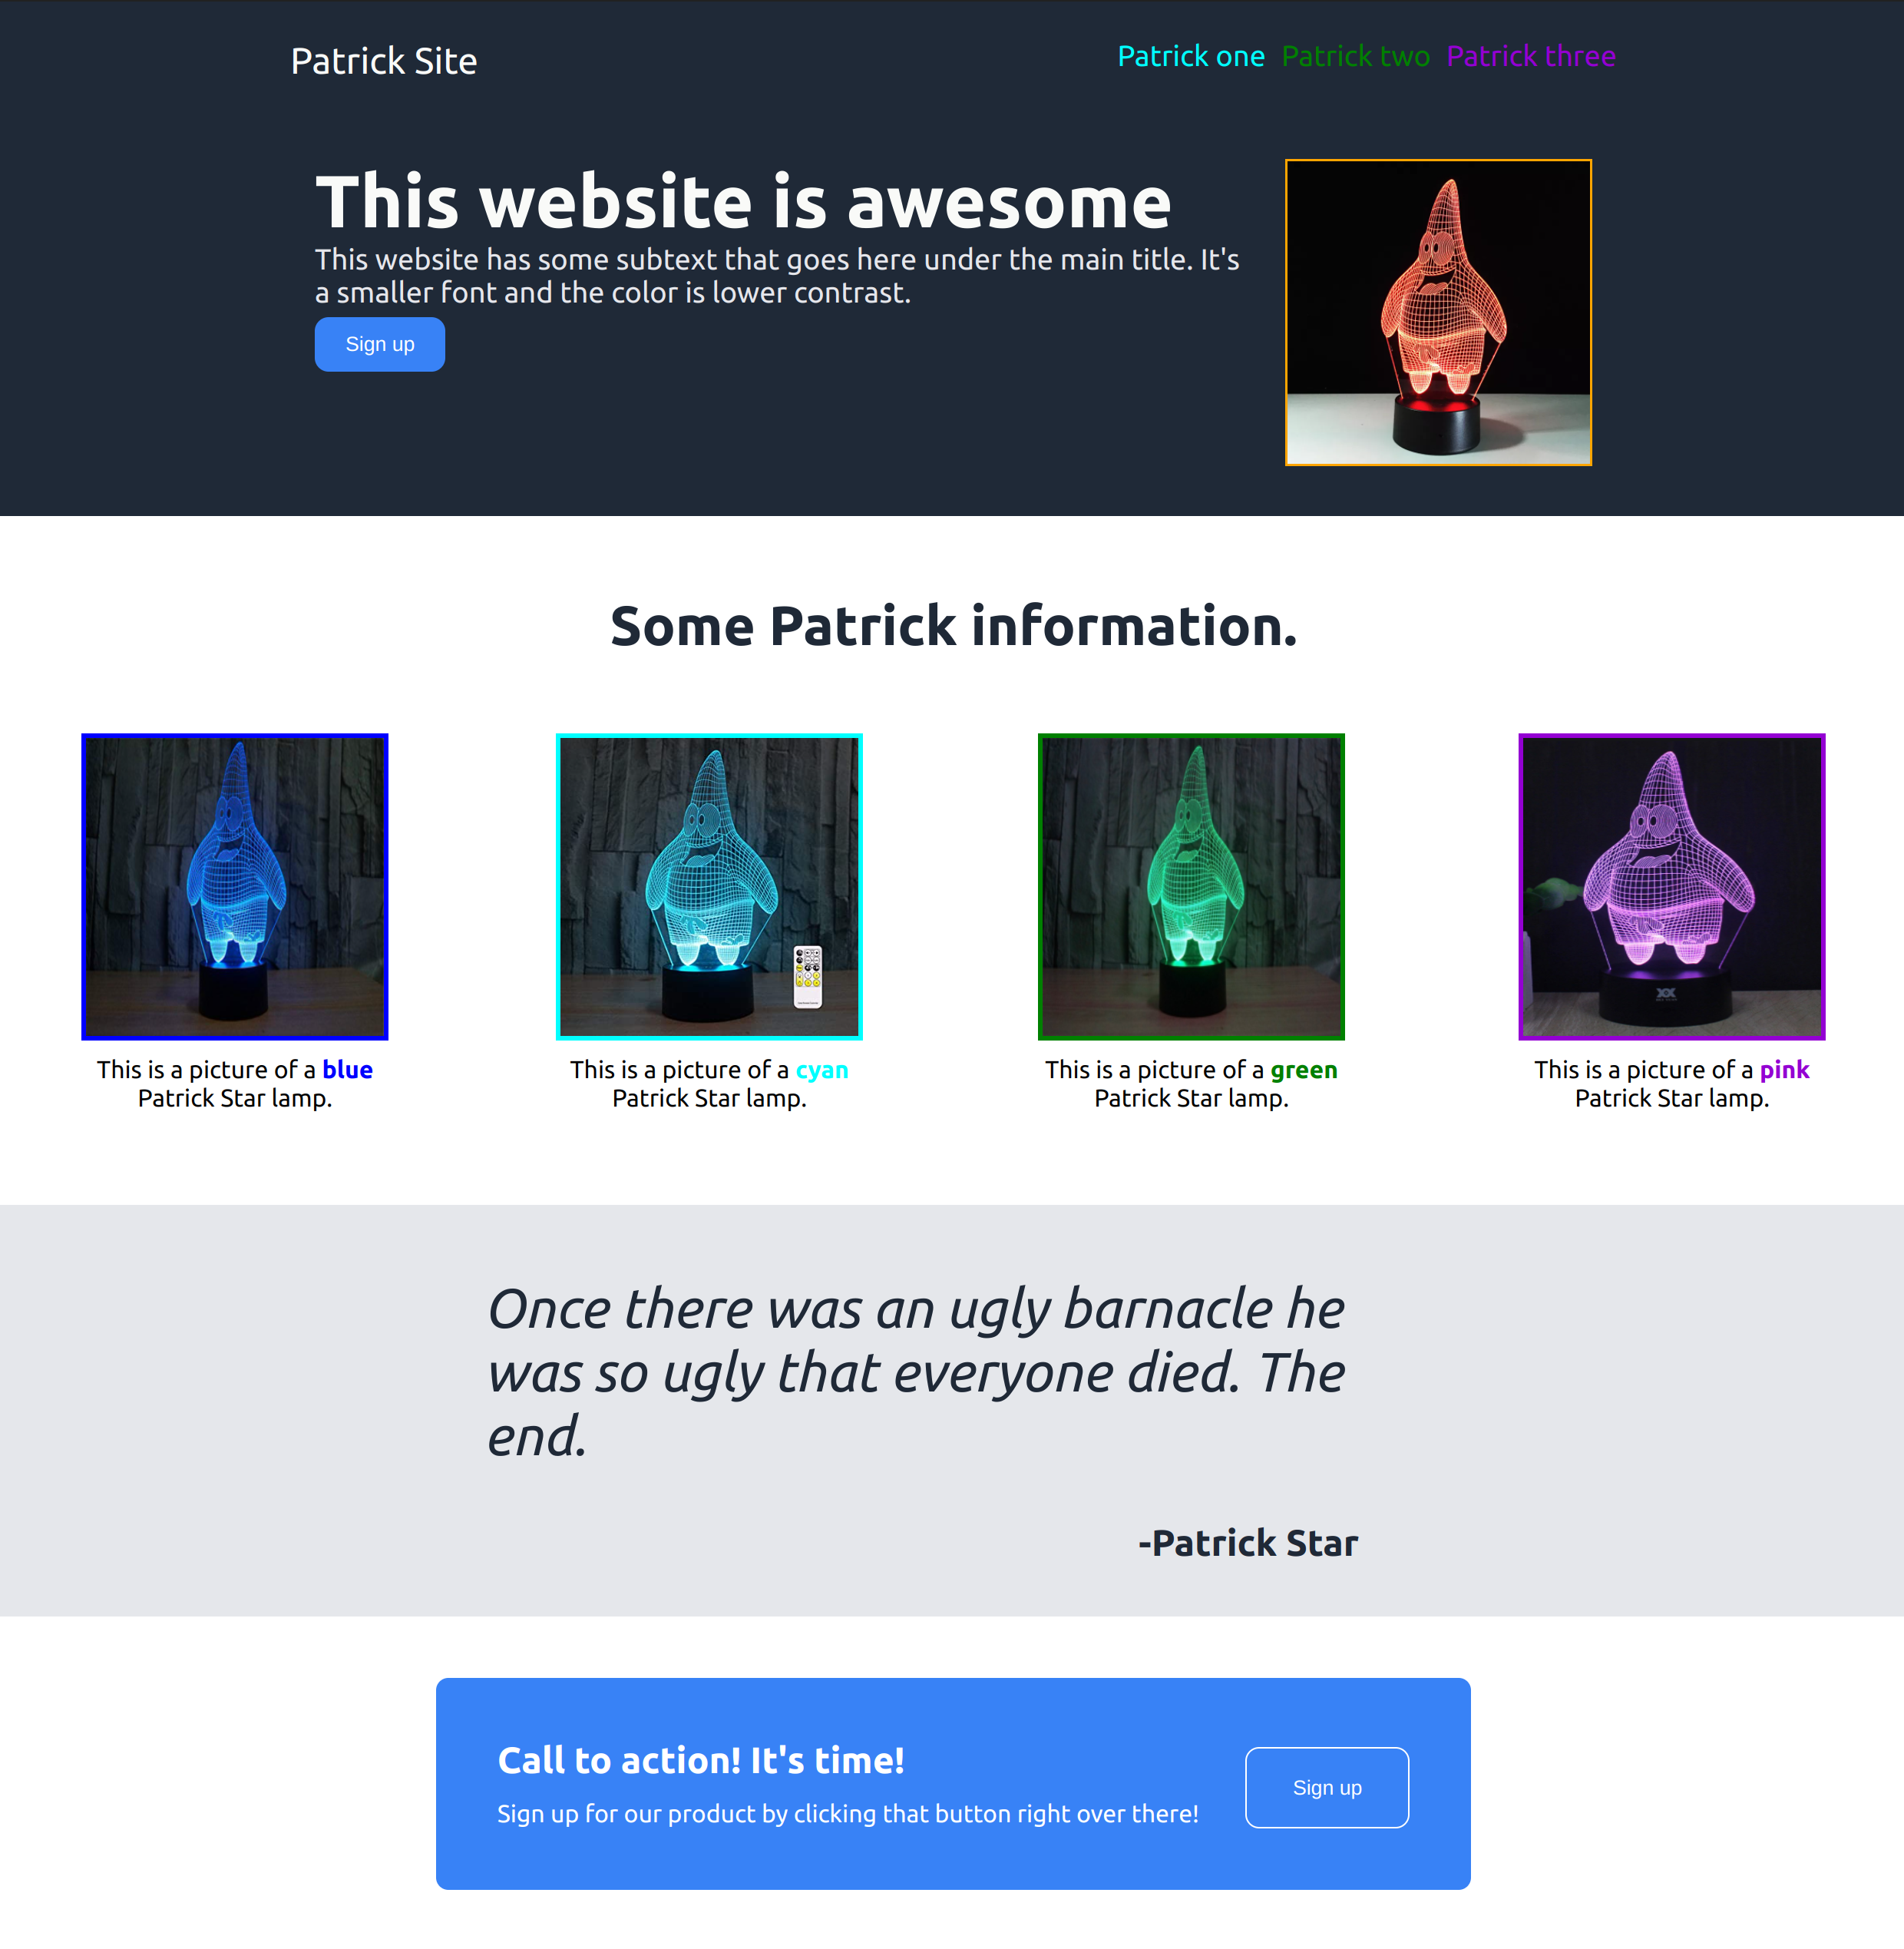 Patrick Site
Patrick one Patrick two Patrick three
This website is awesome
This website has some subtext that goes here under the main title. It's
a smaller font and the color is lower contrast.
Sign up
Some Patrick information.
This is a picture of a blue
Patrick Star lamp.
This is a picture of a cyan
Patrick Star lamp.
This is a picture of a green
Patrick Star lamp.
This is a picture of a pink
Patrick Star lamp.
Once there was an ugly barnacle he
was so ugly that everyone died. The
end.
-Patrick Star
Call to action! It's time!
Sign up for our product by clicking that button right over there!
Sign up